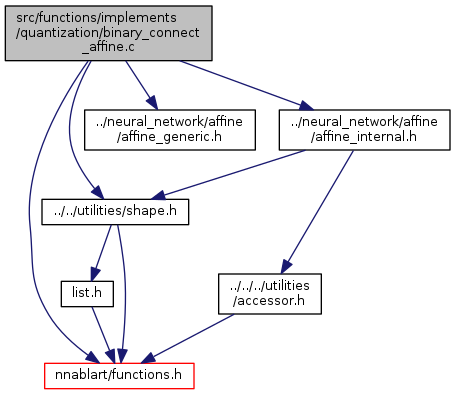 src/functions/implements
/quantization/binary_connect
_affine.c
../neural_network/affine
/affine_generic.h
../neural_network/affine
/affine_internal.h
../../utilities/shape.h
list.h
../../../utilities
/accessor.h
nnablart/functions.h